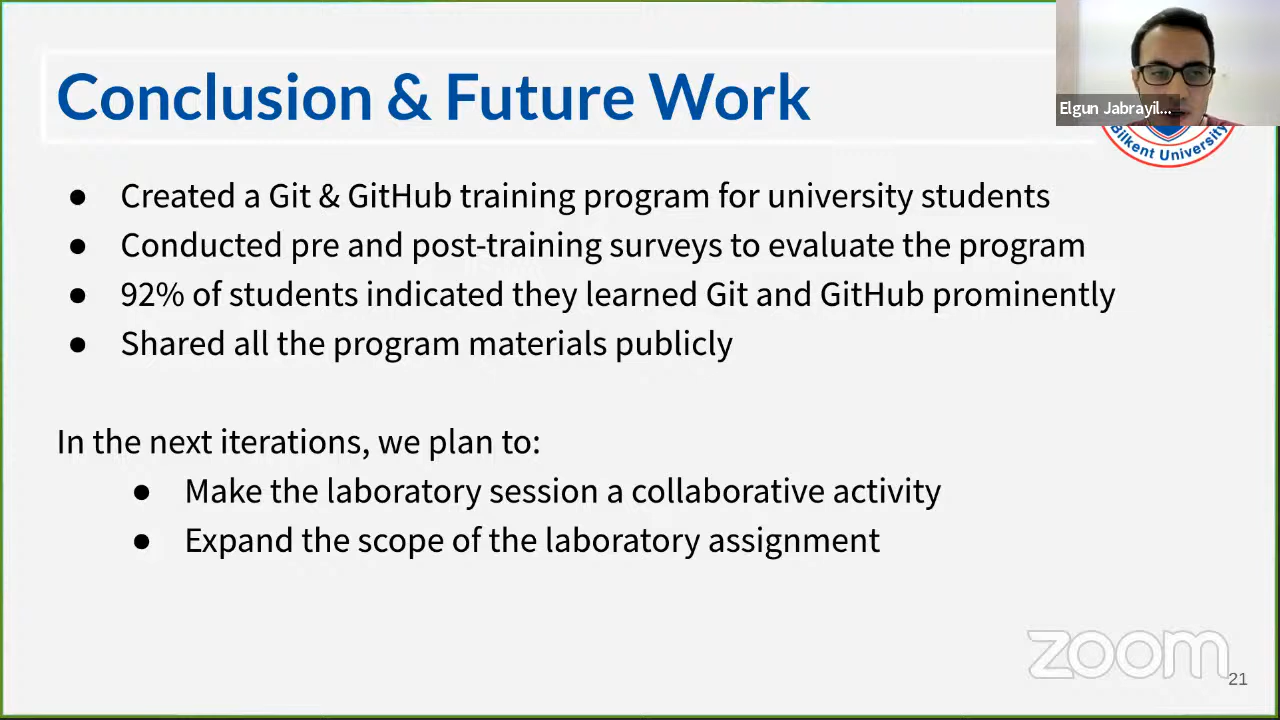 Conclusion & Future Work
Elgun Jabrayil...
Bilkent University
● Created a Git & GitHub training program for university students
● Conducted pre and post-training surveys to evaluate the program
● 92% of students indicated they learned Git and GitHub prominently
● Shared all the program materials publicly
In the next iterations, we plan to:
● Make the laboratory session a collaborative activity
● Expand the scope of the laboratory assignment
zoom
21